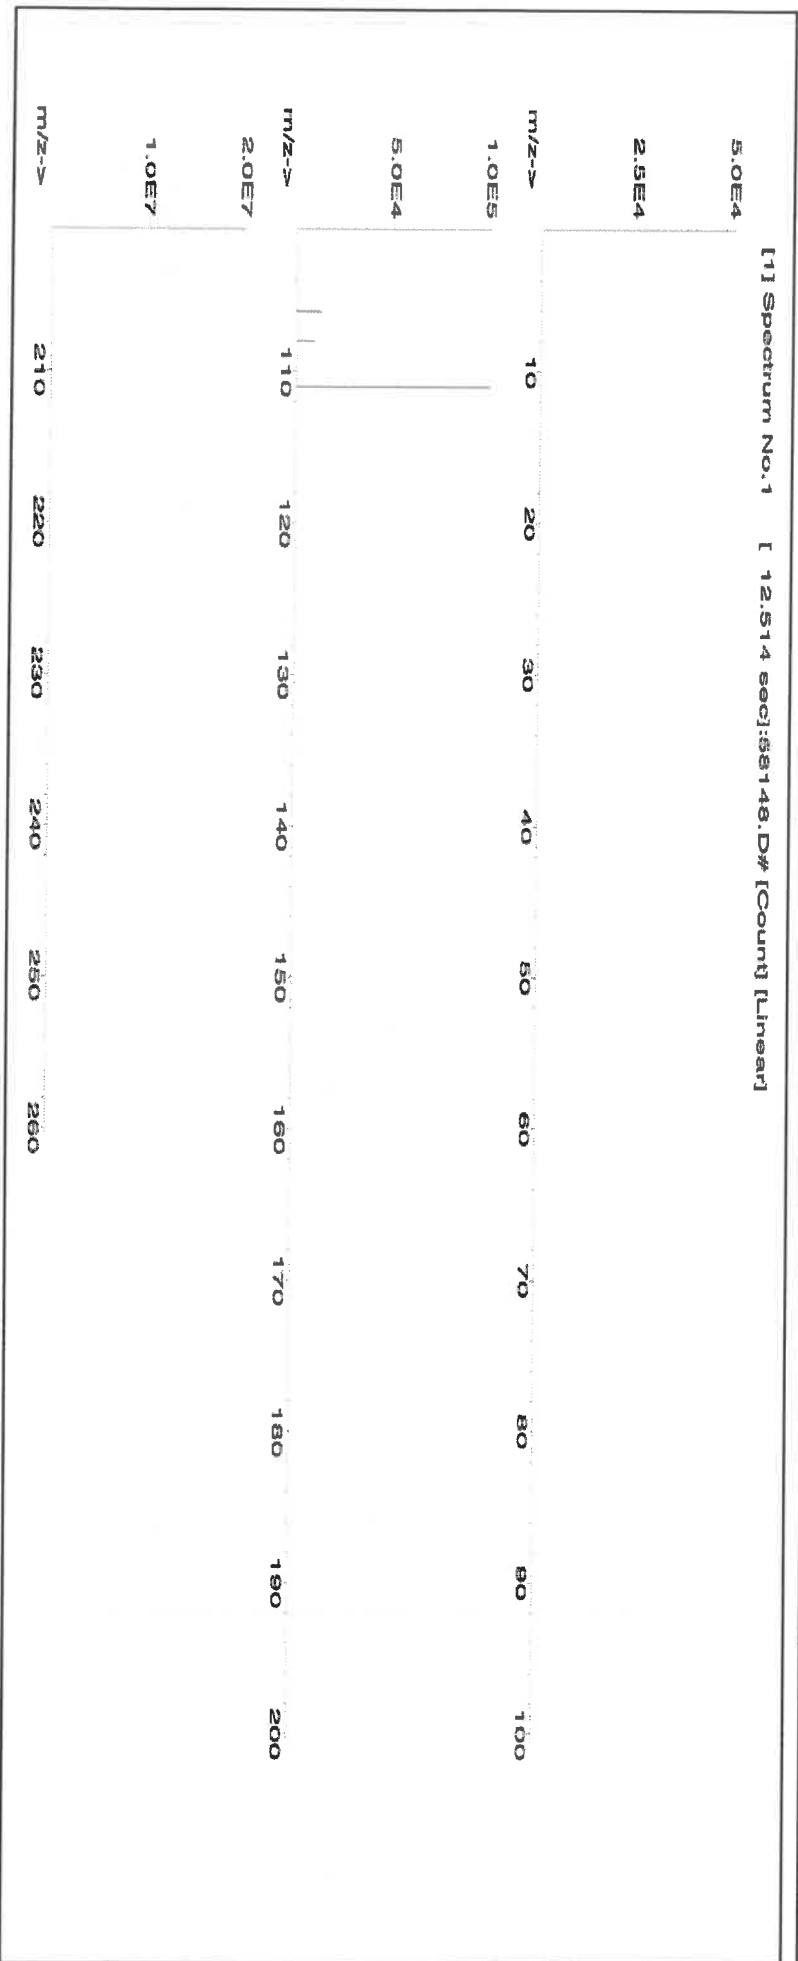 [1] Spectrum No.1 [ 12.514 sec]:58148.D# [Count] [Linear]
5.0E4
2.5E4
m/z-> 10 20 30 40 50 60 70 80 90 100
1.0E5
5.0E4
m/z-> 110 120 130 140 150 160 170 180 190 200
2.0E7
1.0E7
m/z-> 210 220 230 240 250 260